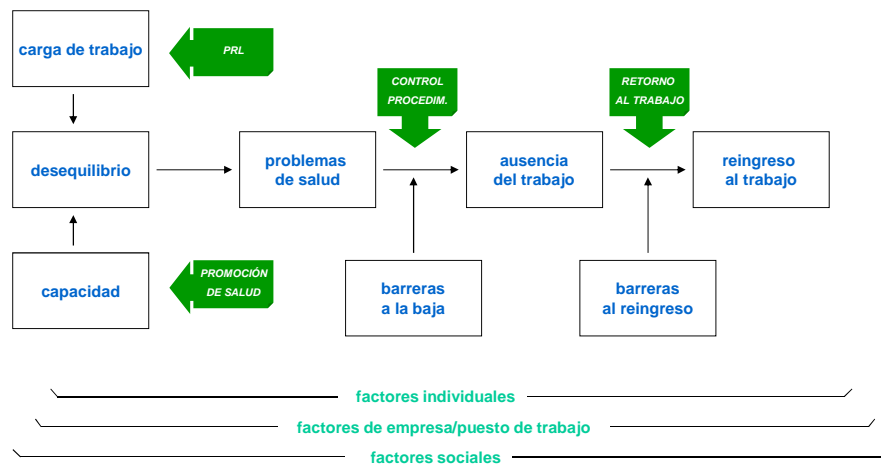 carga de trabajo
PRL
CONTROL
PROCEDIM.
RETORNO
AL TRABAJO
desequilibrio
problemas
de salud
ausencia
del trabajo
reingreso
al trabajo
capacidad
PROMOCIÓN
DE SALUD
barreras
a la baja
barreras
al reingreso
factores individuales
factores de empresa/puesto de trabajo
factores sociales